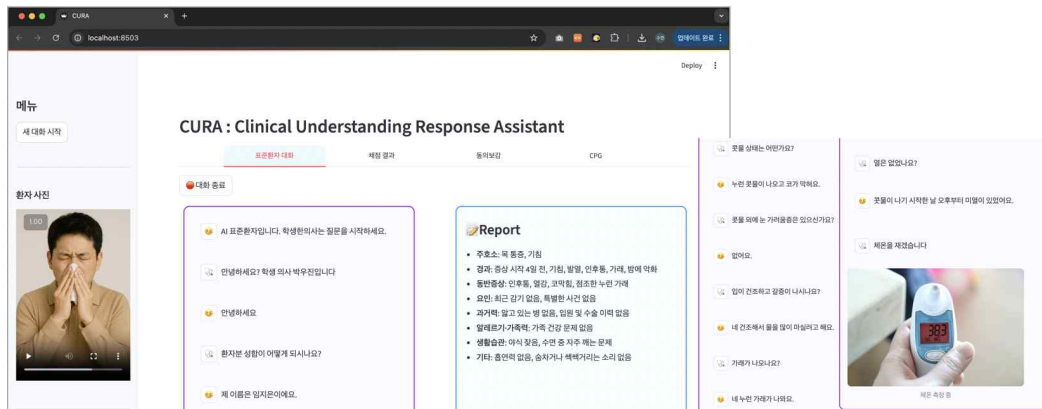 CURA
localhost:8503
업데이트 완료
Deploy
메뉴
새 대화 시작
환자 사진
1.00
CURA : Clinical Understanding Response Assistant
표준환자 대화
채점 결과
동의보감
CPG
대화 종료
AI 표준환자입니다. 학생한의사는 질문을 시작하세요.
안녕하세요? 학생 의사 박우진입니다
안녕하세요
환자분 성함이 어떻게 되시나요?
제 이름은 임지은이에요.
Report
주호소: 목 통증, 기침
경과: 증상 시작 4일 전, 기침, 발열, 인후통, 가래, 밤에 악화
동반증상: 인후통, 열감, 코막힘, 점조한 누런 가래
요인: 최근 감기 없음, 특별한 사건 없음
과거력: 앓고 있는 병 없음, 입원 및 수술 이력 없음
알레르기·가족력: 가족 건강 문제 없음
생활습관: 야식 잦음, 수면 중 자주 깨는 문제
기타: 흡연력 없음, 숨차거나 쌕쌕거리는 소리 없음
콧물 상태는 어떤가요?
누런 콧물이 나오고 코가 막혀요.
콧물 외에 눈 가려움증은 있으신가요?
없어요.
입이 건조하고 갈증이 나시나요?
네 건조해서 물을 많이 마실려고 해요.
가래가 나오나요?
네 누런 가래가 나와요.
열은 없었나요?
콧물이 나기 시작한 날 오후부터 미열이 있었어요.
체온을 재겠습니다
383
체온 측정 중